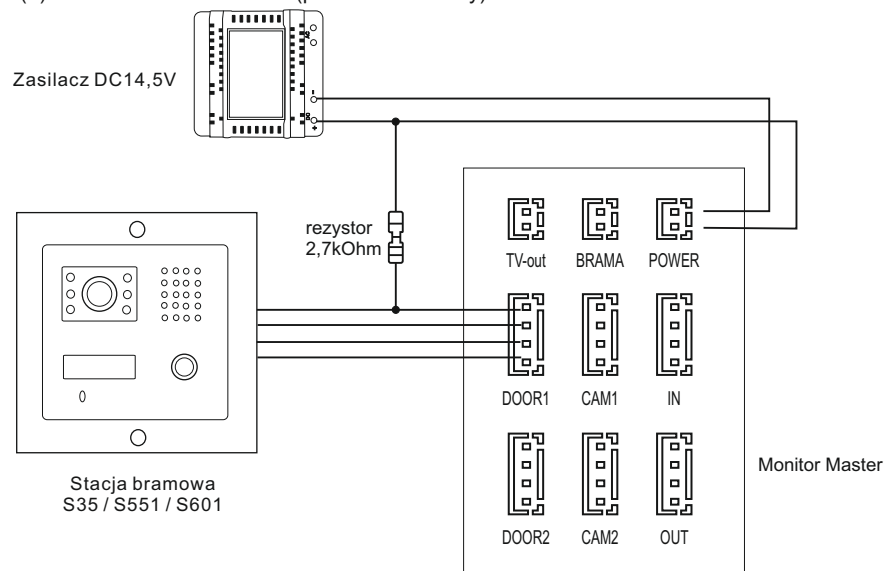 Zasilacz DC14,5V
rezystor
2,7kOhm
TV-out BRAMA POWER
DOOR1 CAM1 IN
Monitor Master
Stacja bramowa
S35 / S551 / S601
DOOR2 CAM2 OUT